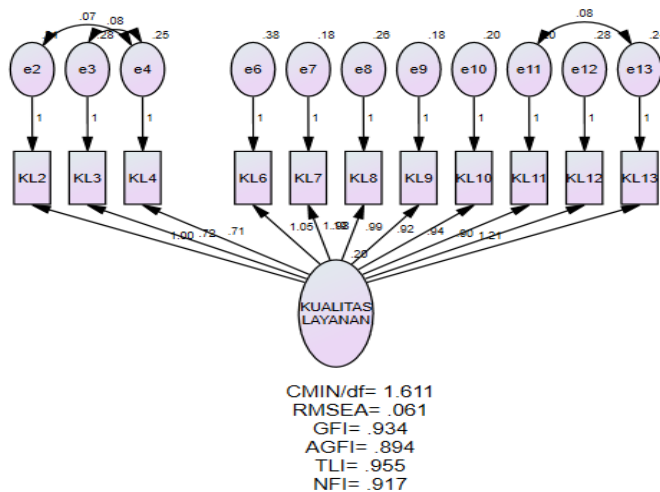 .07 .08 .08
.28 .25 .38 .18 .26 .18 .20 .28
e2 e3 e4 e6 e7 e8 e9 e10 e11 e12 e13
1 1 1 1 1 1 1 1 1 1 1
KL2 KL3 KL4 KL6 KL7 KL8 KL9 KL10 KL11 KL12 KL13
1.00 .72 .71 1.05 .99 .92 .94 1.21
.20
KUALITAS
LAYANAN
CMIN/df= 1.611
RMSEA= .061
GFI= .934
AGFI= .894
TLI= .955
NFI= .917